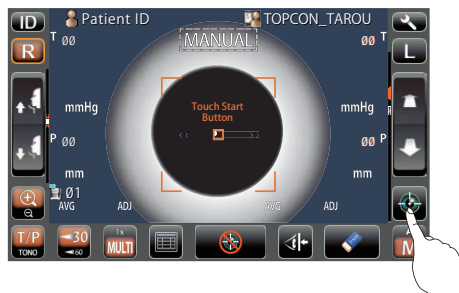 ID
Patient ID
TOPCON_TAROU
R
T 00
MANUAL
00 T
L
Touch Start
Button
mmHg
mmHg
P 00
00 P
mm
mm
01
AVG
ADJ
AVG
ADJ
T/P
TONO
30
60
1x
MULTI
M